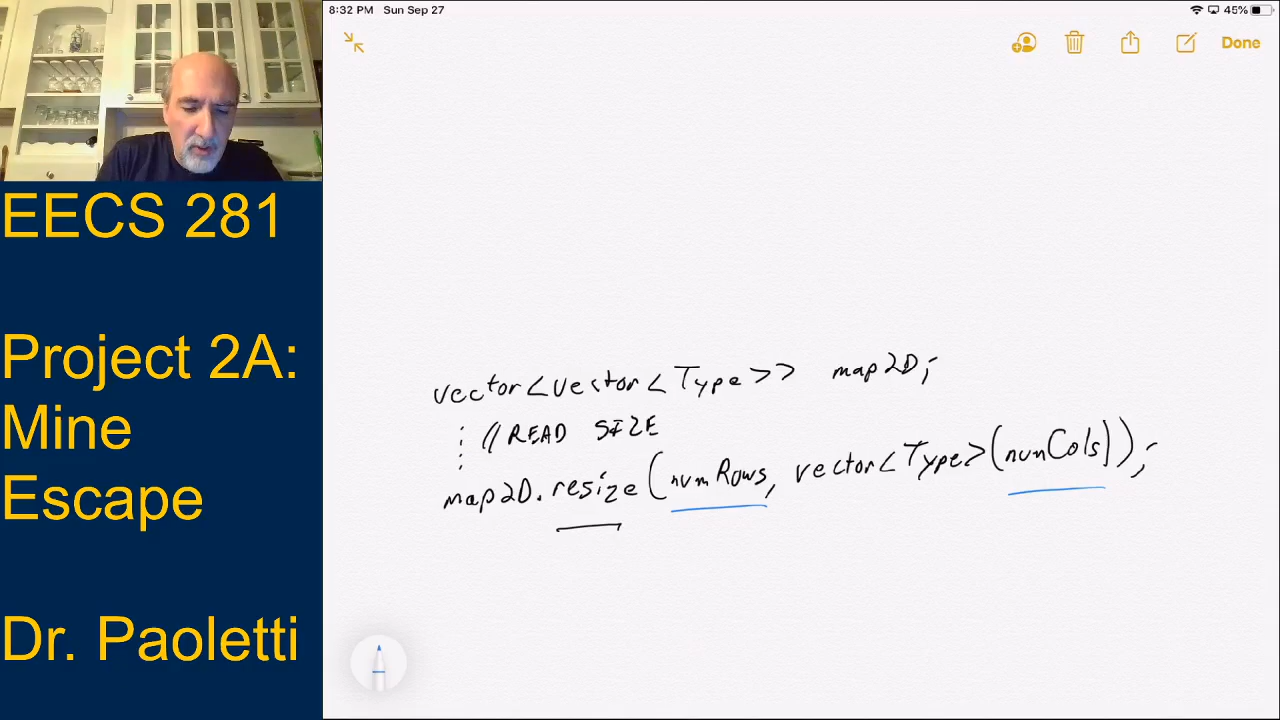 8:32 PM Sun Sep 27
45%
Done
EECS 281
Project 2A:
Mine
Escape
Dr. Paoletti
vector<vector<Type>> map2D;
// READ SIZE
map2D.resize(numRows, vector<Type>(numCols));